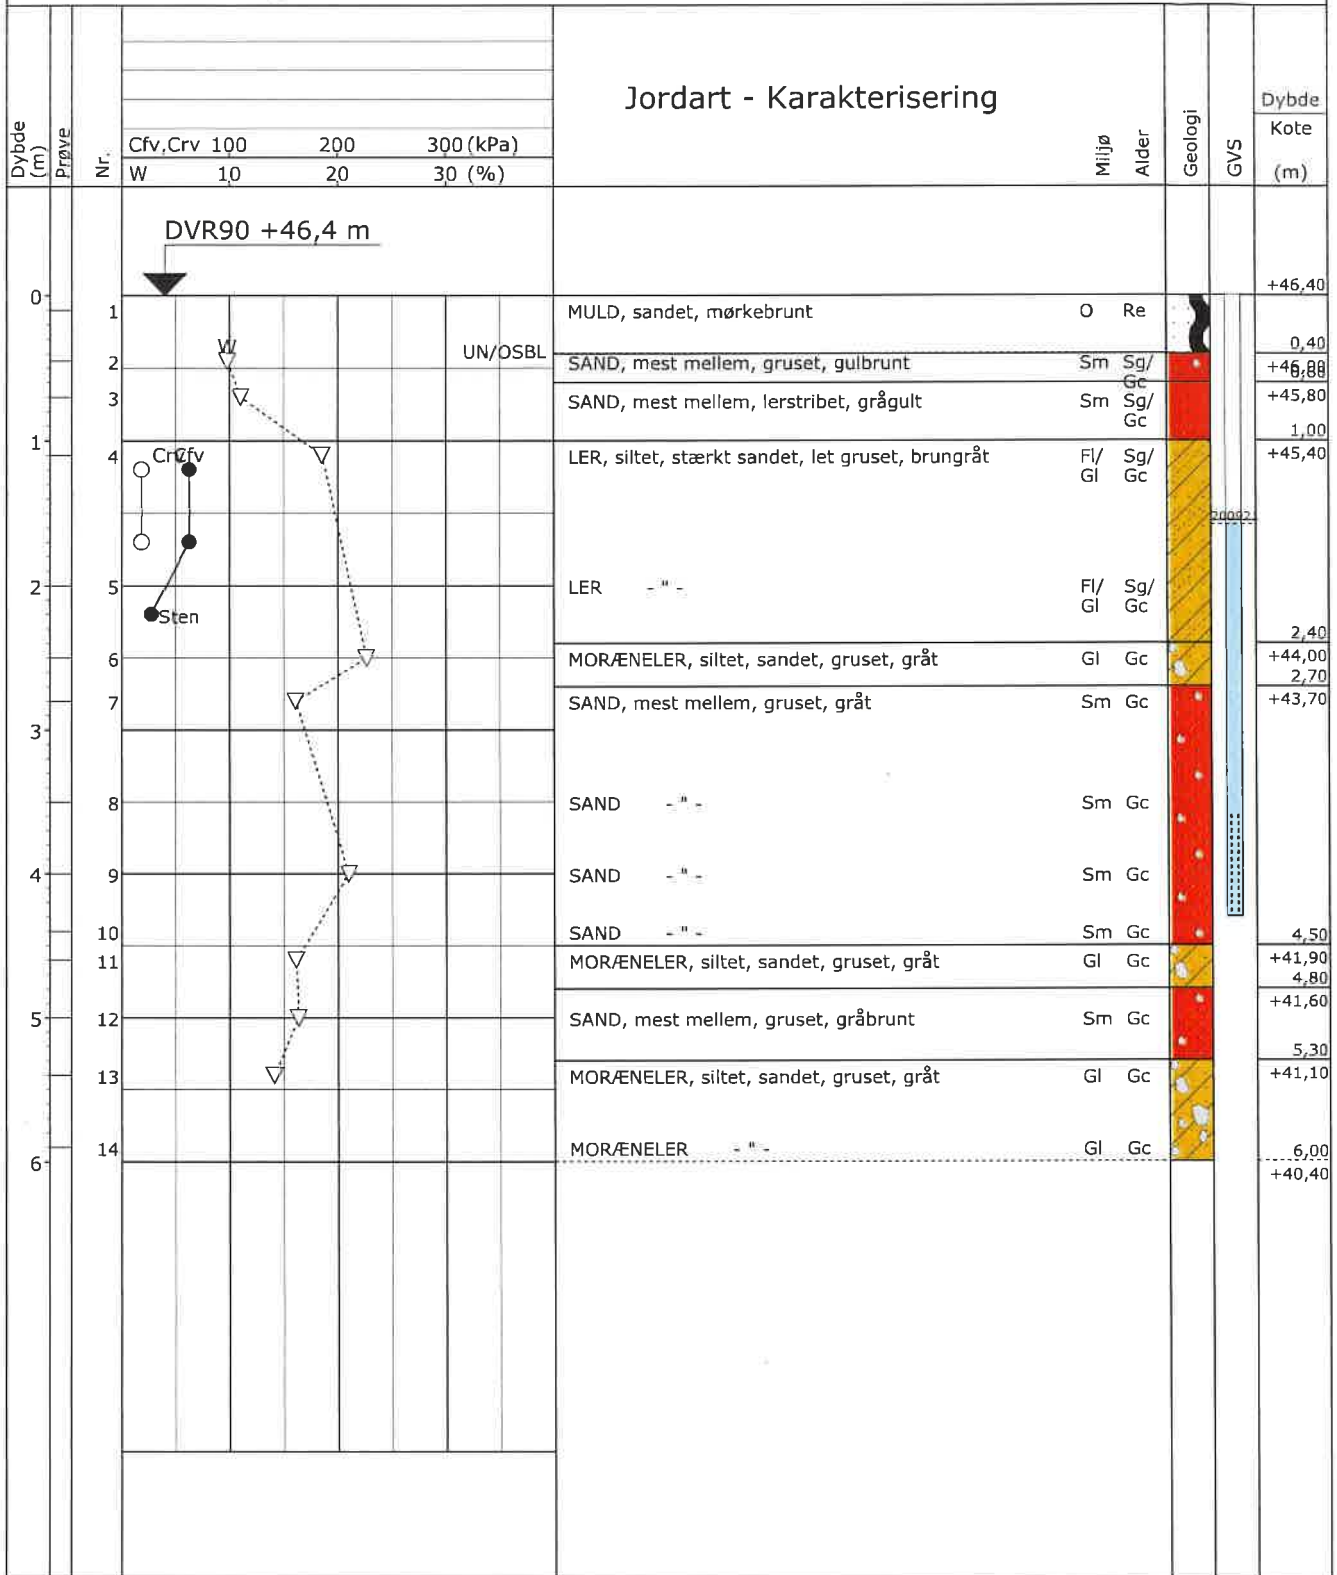 Jordart - Karakterisering
Dybde (m)
Prøve
Nr.
Cfv,Crv 100 200 300 (kPa)
W 10 20 30 (%)
Miljø
Alder
Geologi
GVS
Dybde
Kote
(m)
DVR90 +46,4 m
+46,40
0
1 MULD, sandet, mørkebrunt O Re
0,40
W
UN/OSBL
2 SAND, mest mellem, gruset, gulbrunt Sm Sg/
Gc
+46,00
3 SAND, mest mellem, lerstribet, grågult Sm Sg/
Gc
+45,80
1,00
1
4 LER, siltet, stærkt sandet, let gruset, brungråt Fl/ Sg/
Gl Gc
+45,40
Crv Cfv
2 5 LER - " - Fl/ Sg/
Gl Gc
Sten
2,40
6 MORÆNELER, siltet, sandet, gruset, gråt Gl Gc +44,00
2,70
7 SAND, mest mellem, gruset, gråt Sm Gc +43,70
3
8 SAND - " - Sm Gc
4 9 SAND - " - Sm Gc
10 SAND - " - Sm Gc 4,50
11 MORÆNELER, siltet, sandet, gruset, gråt Gl Gc +41,90
4,80
+41,60
5 12 SAND, mest mellem, gruset, gråbrunt Sm Gc
5,30
13 MORÆNELER, siltet, sandet, gruset, gråt Gl Gc +41,10
14 MORÆNELER - " - Gl Gc 6,00
6
+40,40